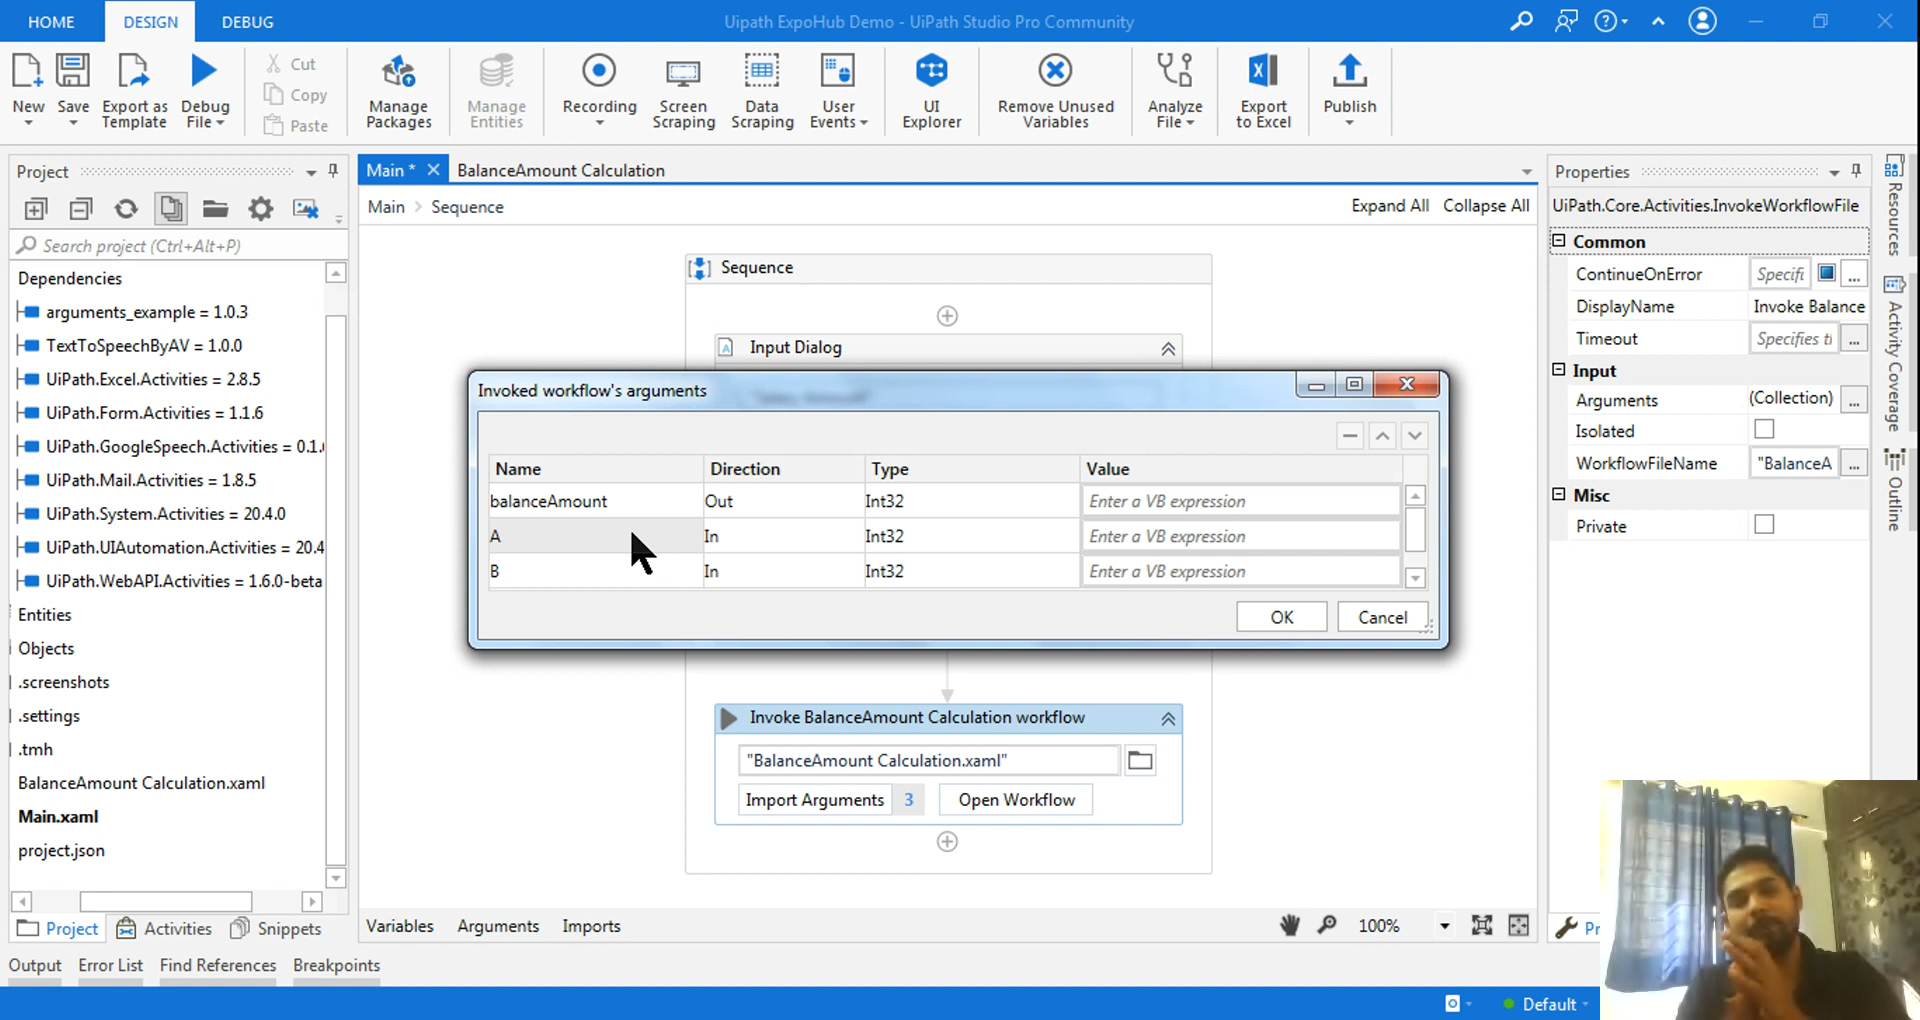 HOME DESIGN DEBUG Uipath ExpoHub Demo - UiPath Studio Pro Community
New Save Export as Template Debug File
Cut
Copy
Paste
Manage Packages Manage Entities Recording Screen Scraping Data Scraping User Events UI Explorer Remove Unused Variables Analyze File Export to Excel Publish
Project
Search project (Ctrl+Alt+P)
Dependencies
arguments_example = 1.0.3
TextToSpeechByAV = 1.0.0
UiPath.Excel.Activities = 2.8.5
UiPath.Form.Activities = 1.1.6
UiPath.GoogleSpeech.Activities = 0.1.
UiPath.Mail.Activities = 1.8.5
UiPath.System.Activities = 20.4.0
UiPath.UIAutomation.Activities = 20.4
UiPath.WebAPI.Activities = 1.6.0-beta
Entities
Objects
.screenshots
.settings
.tmh
BalanceAmount Calculation.xaml
Main.xaml
project.json
Project Activities Snippets
Main * BalanceAmount Calculation
Main > Sequence Expand All Collapse All
Sequence
Input Dialog
Invoked workflow's arguments
Name Direction Type Value
balanceAmount Out Int32 Enter a VB expression
A In Int32 Enter a VB expression
B In Int32 Enter a VB expression
OK Cancel
Invoke BalanceAmount Calculation workflow
"BalanceAmount Calculation.xaml"
Import Arguments 3 Open Workflow
Variables Arguments Imports 100%
Properties
UiPath.Core.Activities.InvokeWorkflowFile
Common
ContinueOnError Specifi ...
DisplayName Invoke Balance
Timeout Specifies ti ...
Input
Arguments (Collection) ...
Isolated
WorkflowFileName "BalanceA ...
Misc
Private
Pr
Resources
Activity Coverage
Outline
Output Error List Find References Breakpoints
Default